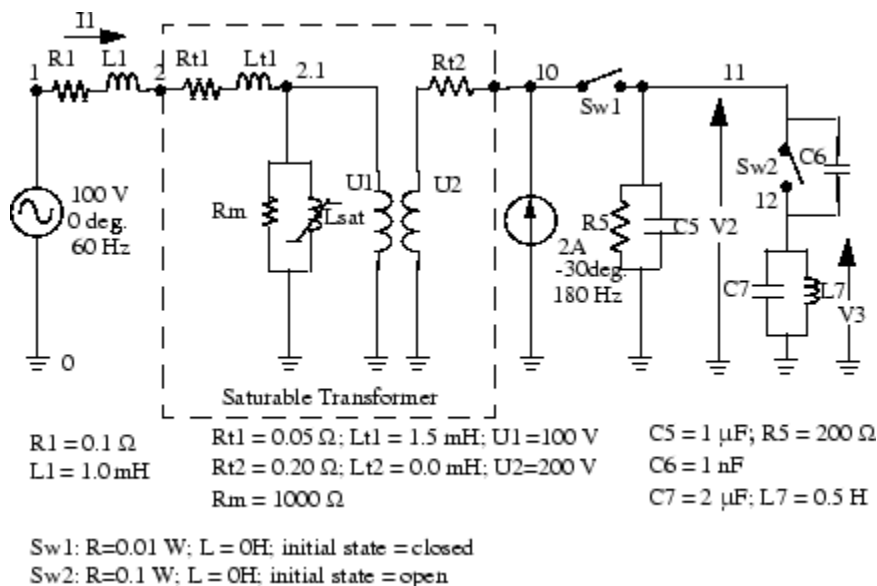 I1
R1 L1 Rt1 Lt1 2.1 Rt2 10 11
1 2
Sw1
Sw2 C6
12
100 V
0 deg.
60 Hz
Rm Lsat U1 U2
2A
-30deg.
180 Hz
R5 C5 V2
C7 L7 V3
0
Saturable Transformer
R1 = 0.1 Ω
L1 = 1.0 mH
Rt1 = 0.05 Ω; Lt1 = 1.5 mH; U1=100 V
Rt2 = 0.20 Ω; Lt2 = 0.0 mH; U2=200 V
Rm = 1000 Ω
C5 = 1 μF; R5 = 200 Ω
C6 = 1 nF
C7 = 2 μF; L7 = 0.5 H
Sw1: R=0.01 W; L = 0H; initial state = closed
Sw2: R=0.1 W; L = 0H; initial state = open